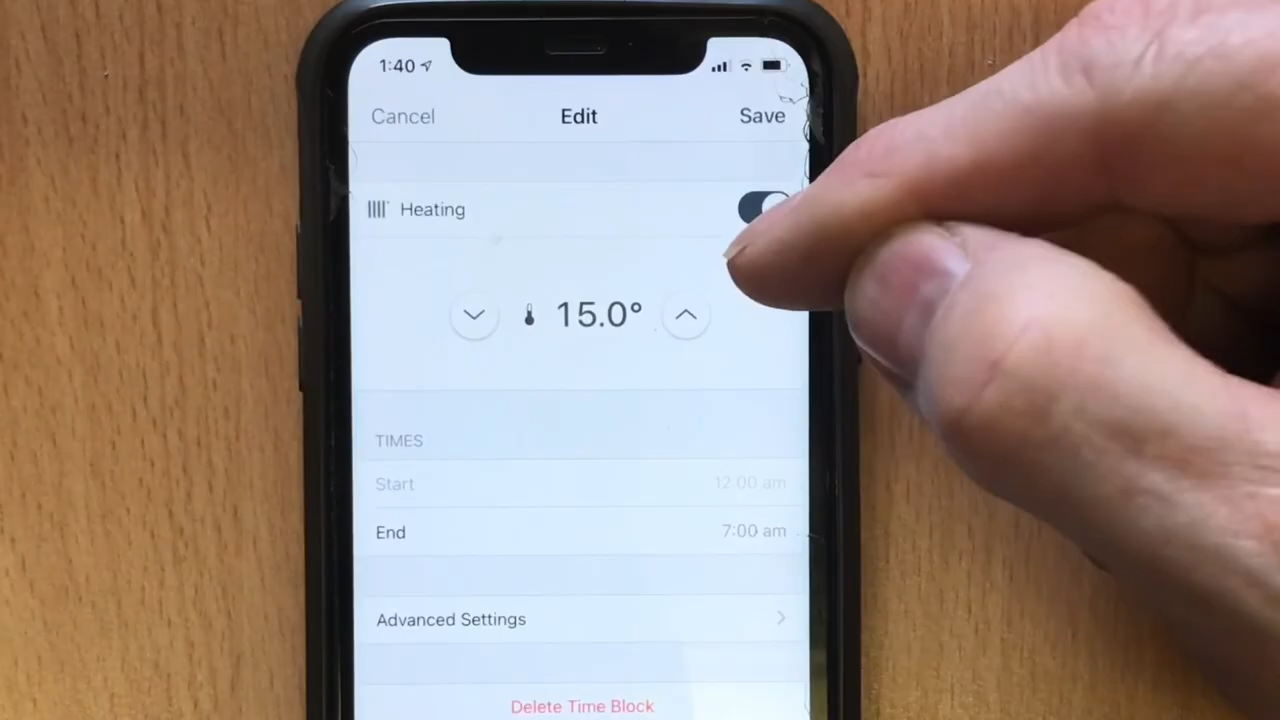 1:40
Cancel Edit Save
Heating
15.0°
TIMES
Start 12:00 am
End 7:00 am
Advanced Settings
Delete Time Block